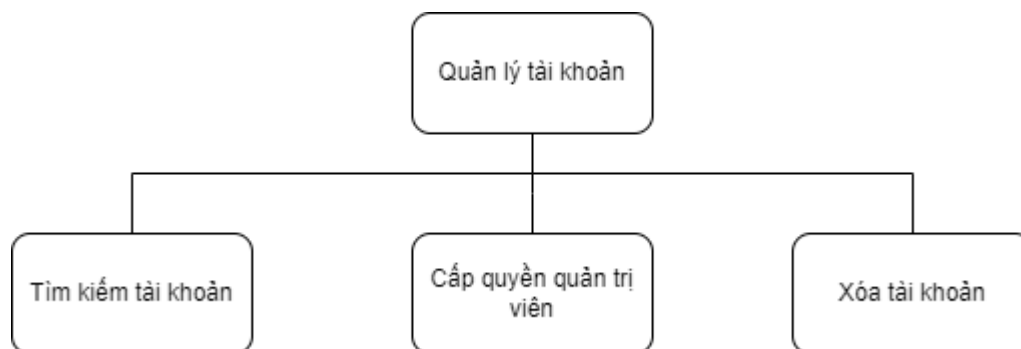 Quản lý tài khoản
Tìm kiếm tài khoản
Cấp quyền quản trị
viên
Xóa tài khoản